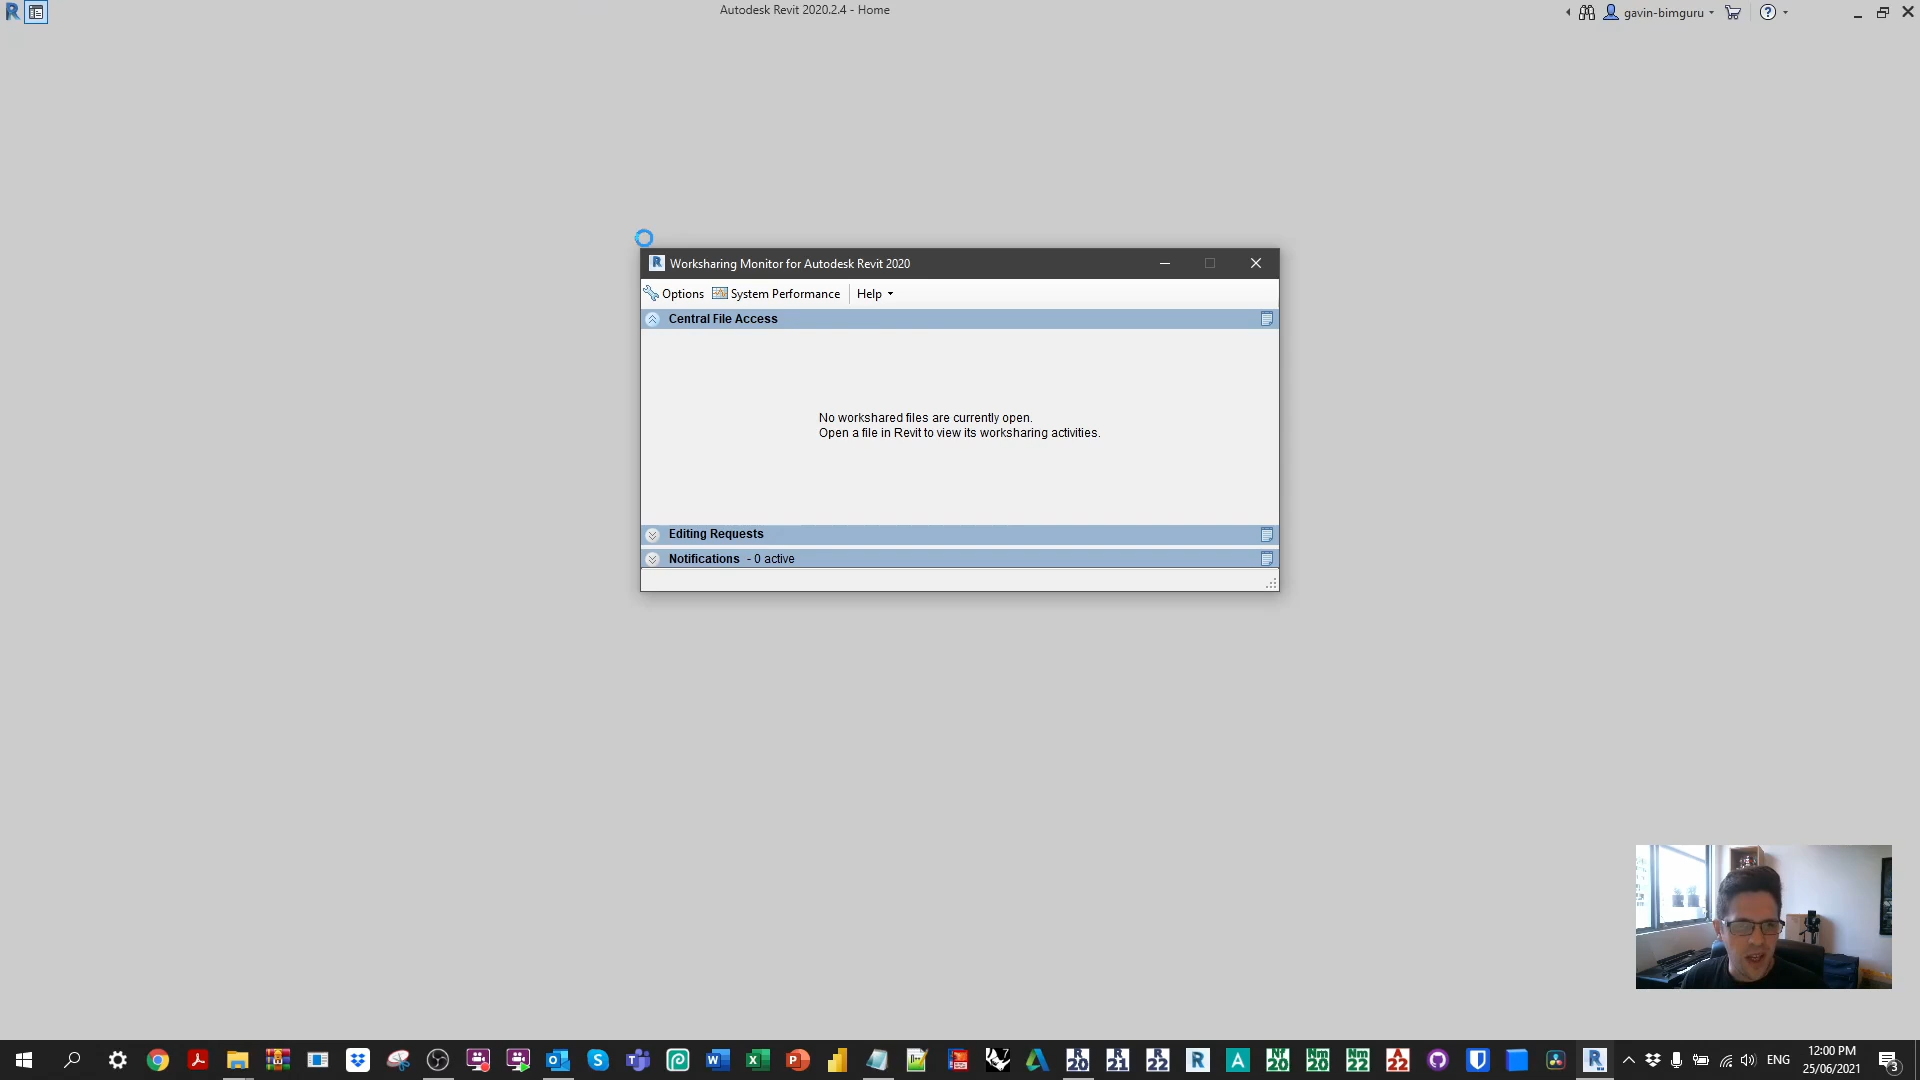 Autodesk Revit 2020.2.4 - Home
gavin-bimguru
Worksharing Monitor for Autodesk Revit 2020
Options
System Performance
Help
Central File Access
No workshared files are currently open.
Open a file in Revit to view its worksharing activities.
Editing Requests
Notifications - 0 active
ENG
12:00 PM
25/06/2021
3